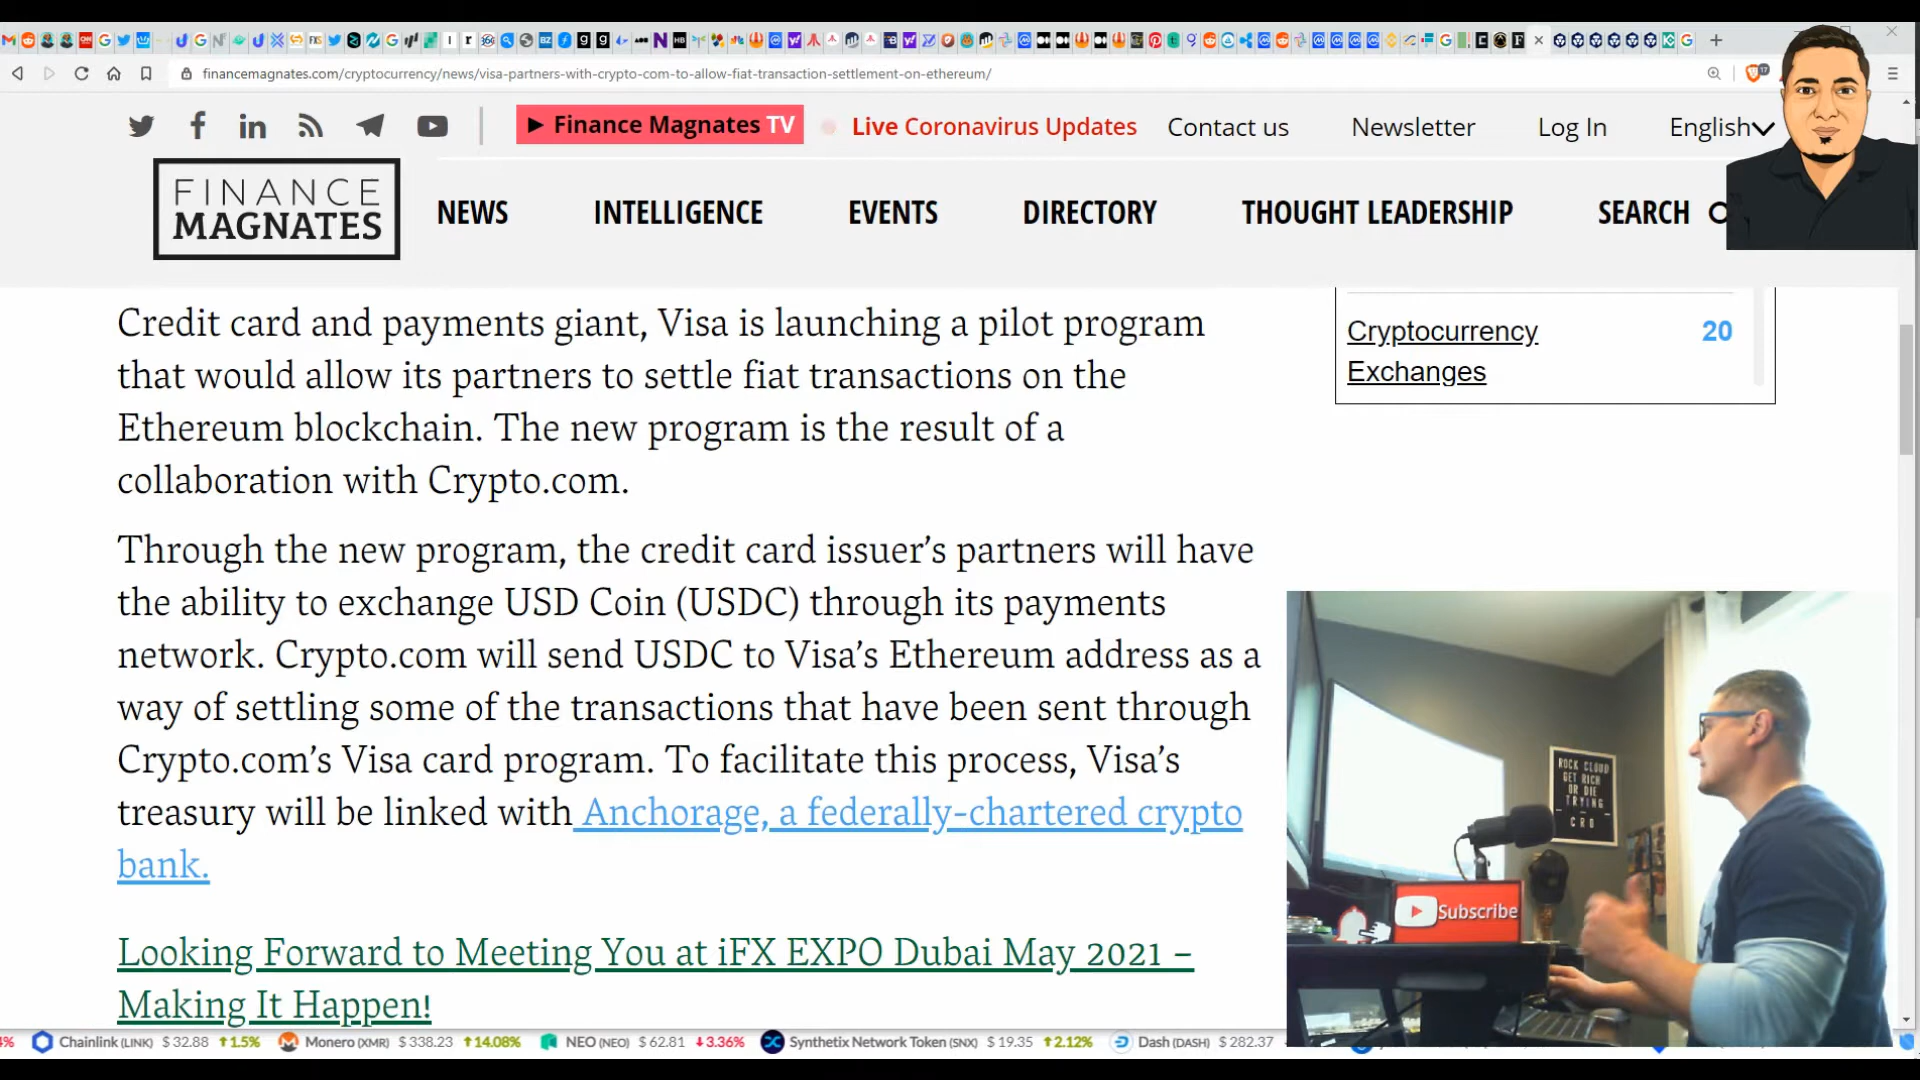 financemagnates.com/cryptocurrency/news/visa-partners-with-crypto-com-to-allow-fiat-transaction-settlement-on-ethereum/
Finance Magnates TV
Live Coronavirus Updates
Contact us
Newsletter
Log In
English
FINANCE
MAGNATES
NEWS
INTELLIGENCE
EVENTS
DIRECTORY
THOUGHT LEADERSHIP
SEARCH
Credit card and payments giant, Visa is launching a pilot program
that would allow its partners to settle fiat transactions on the
Ethereum blockchain. The new program is the result of a
collaboration with Crypto.com.
Cryptocurrency 20
Exchanges
Through the new program, the credit card issuer’s partners will have
the ability to exchange USD Coin (USDC) through its payments
network. Crypto.com will send USDC to Visa’s Ethereum address as a
way of settling some of the transactions that have been sent through
Crypto.com’s Visa card program. To facilitate this process, Visa’s
treasury will be linked with Anchorage, a federally-chartered crypto
bank.
Looking Forward to Meeting You at iFX EXPO Dubai May 2021 –
Making It Happen!
ROCK CLOUD
GET RICH
OR DIE
TRYING
- CRO -
Subscribe
4% Chainlink (LINK) $ 32.88 1.5% Monero (XMR) $ 338.23 14.08% NEO (NEO) $ 62.81 3.36% Synthetix Network Token (SNX) $ 19.35 2.12% Dash (DASH) $ 282.37